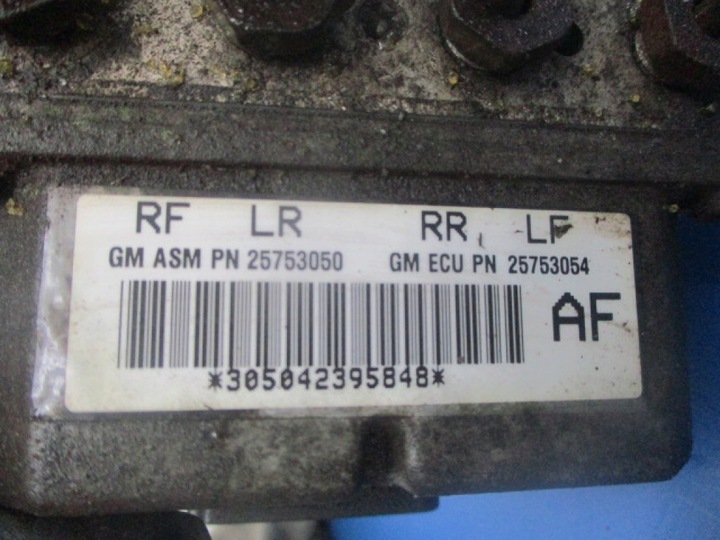 RF LR RR LF
GM ASM PN 25753050 GM ECU PN 25753054
AF
*305042395848*